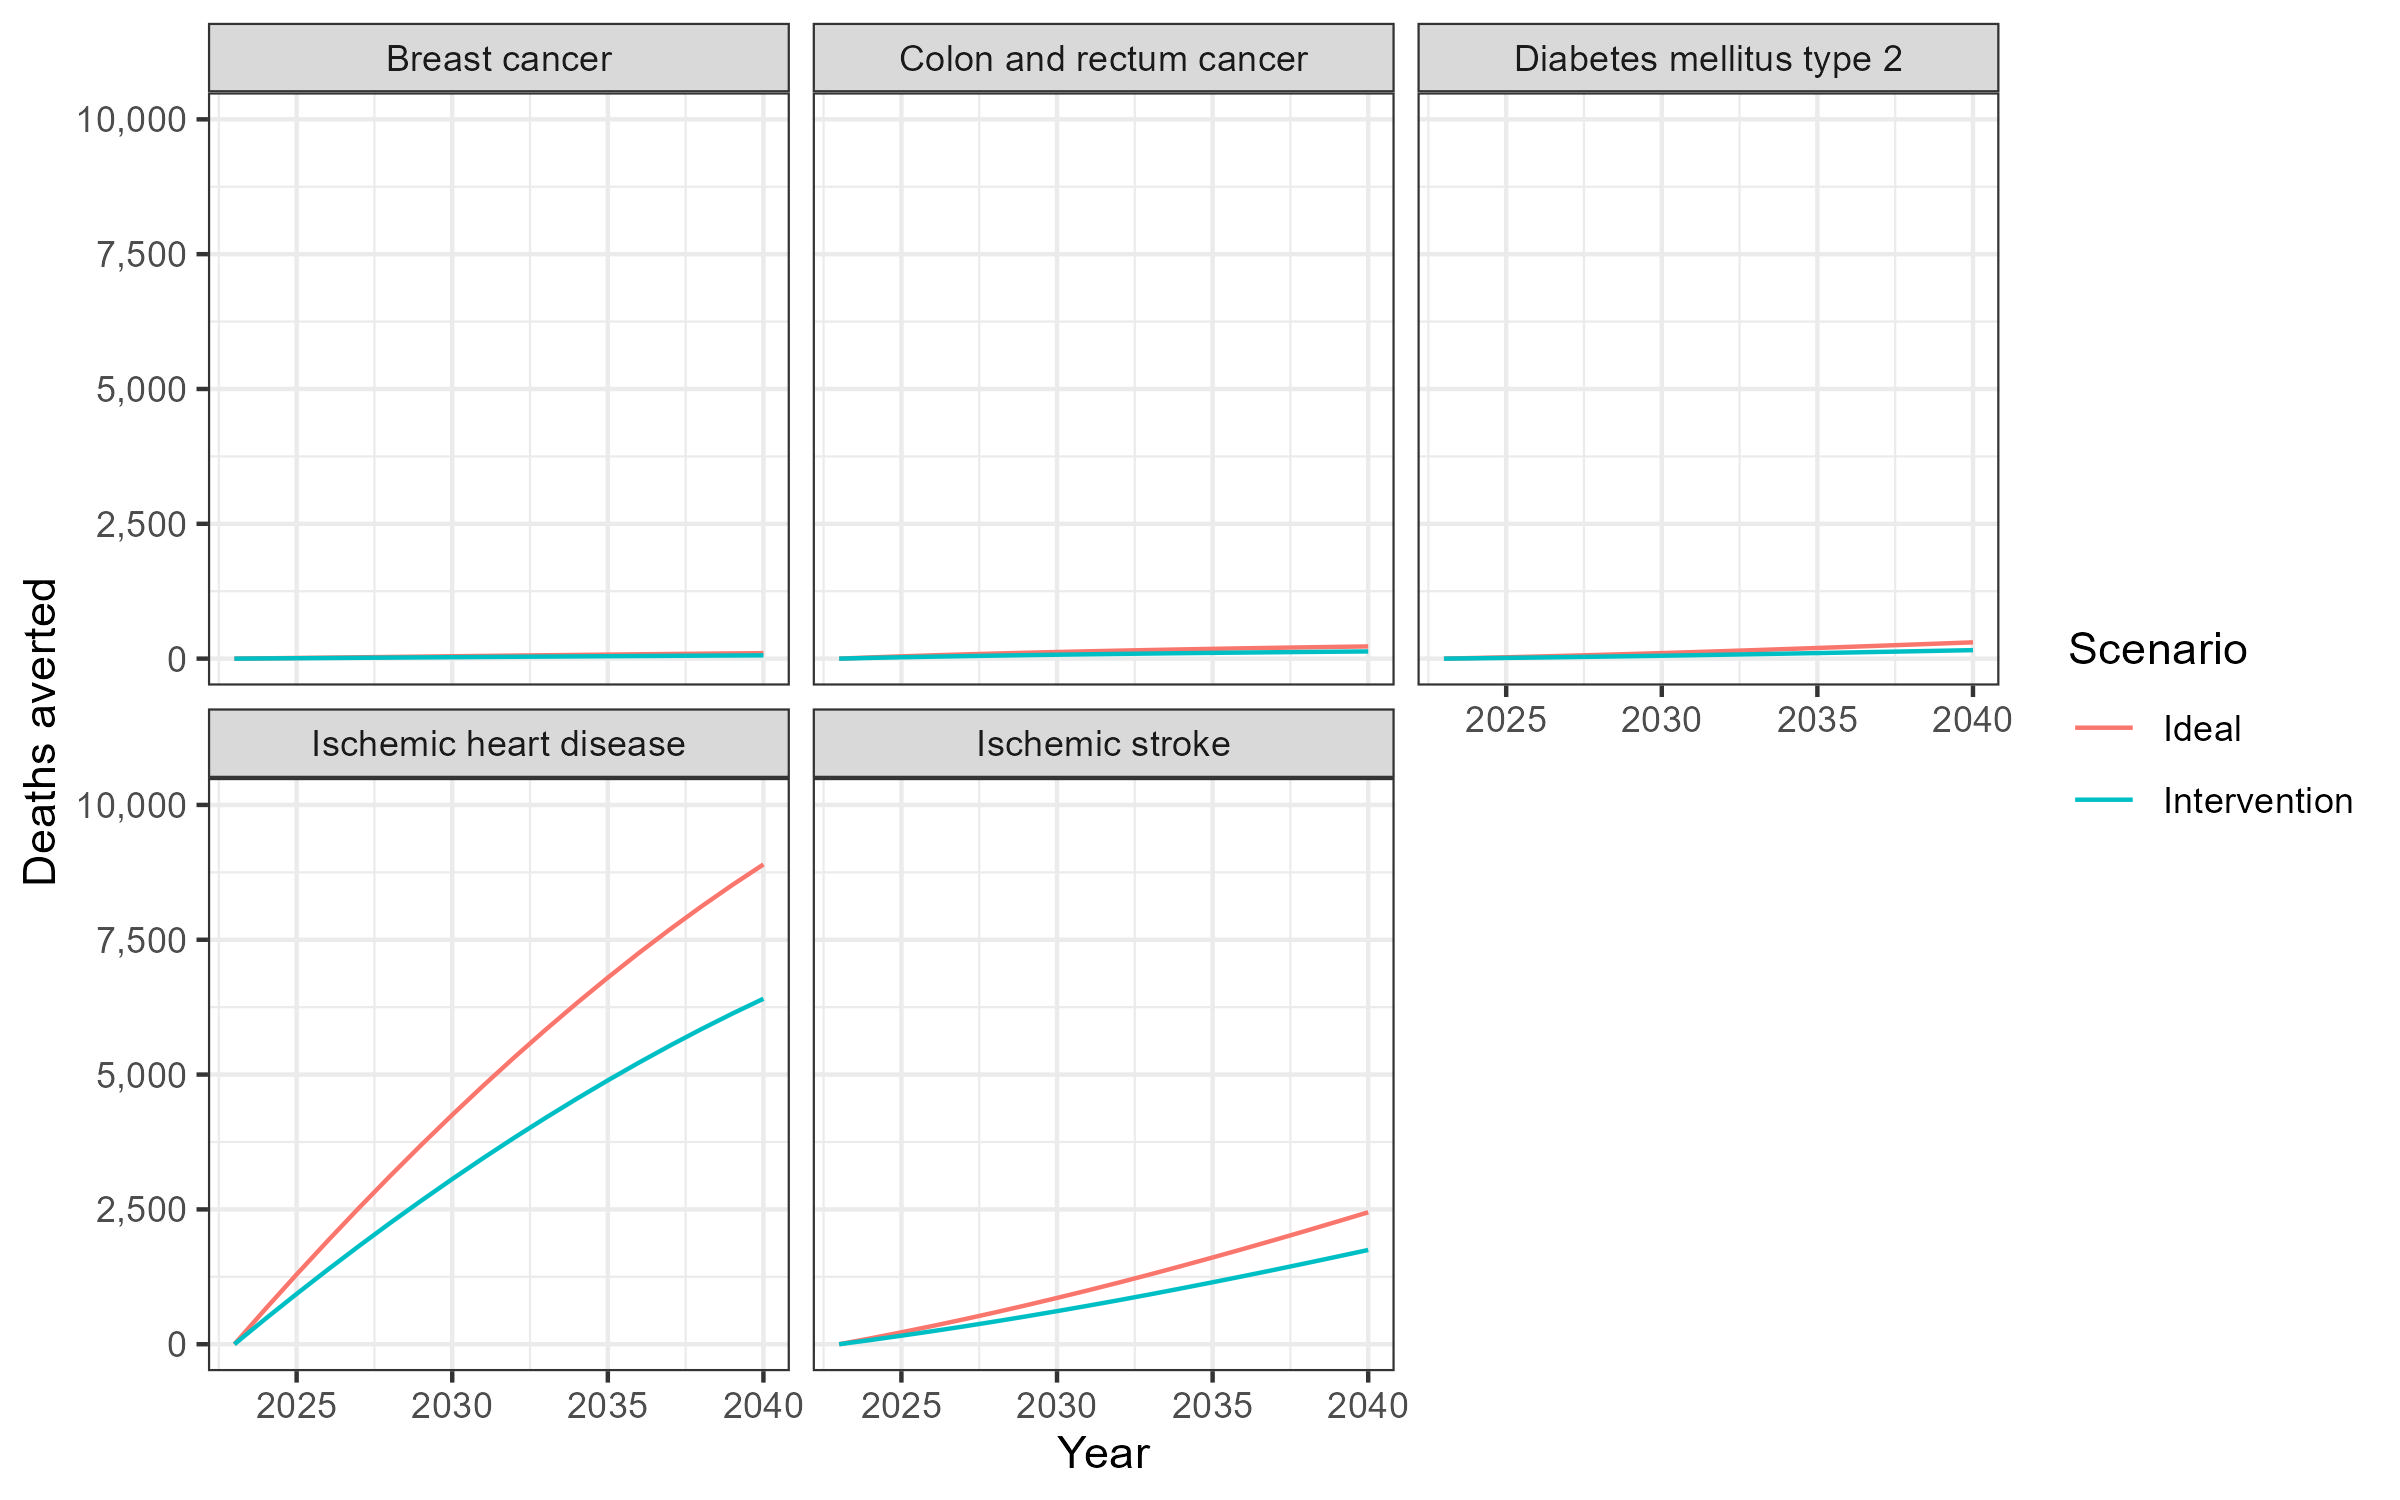 Breast cancer
Colon and rectum cancer
Diabetes mellitus type 2
10,000
7,500
5,000
2,500
0
2025 2030 2035 2040
Ischemic heart disease
Ischemic stroke
10,000
7,500
5,000
2,500
0
2025 2030 2035 2040
2025 2030 2035 2040
Year
Deaths averted
Scenario
Ideal
Intervention